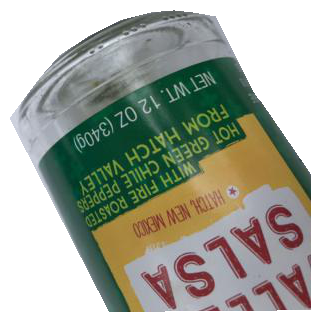 SALSA
HATCH, NEW MEXICO
WITH FIRE ROASTED
HOT GREEN CHILE PEPPERS
FROM HATCH VALLEY
NET WT. 12 OZ (340g)